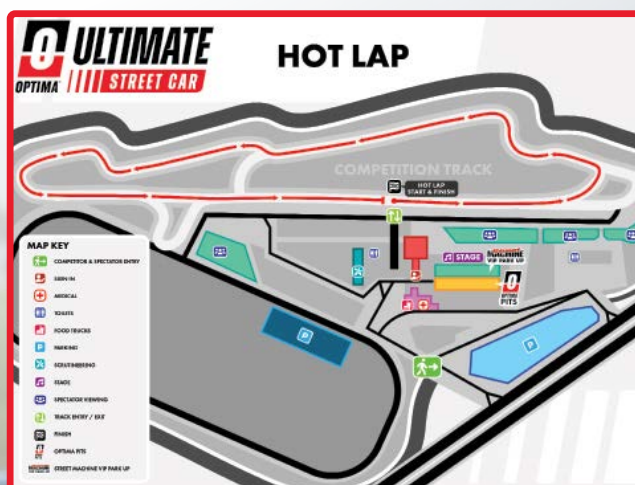 ULTIMATE
OPTIMA
STREET CAR
HOT LAP
COMPETITION TRACK
HOT LAP
START & FINISH
STAGE
MACHINE
VIP PARK UP
OPTIMA
PITS
P
P
MAP KEY
COMPETITOR & SPECTATOR ENTRY
SIGN IN
MEDICAL
TOILETS
FOOD TRUCKS
P PARKING
SCRUTINEERING
STAGE
SPECTATOR VIEWING
TRACK ENTRY / EXIT
FINISH
OPTIMA PITS
STREET MACHINE VIP PARK UP